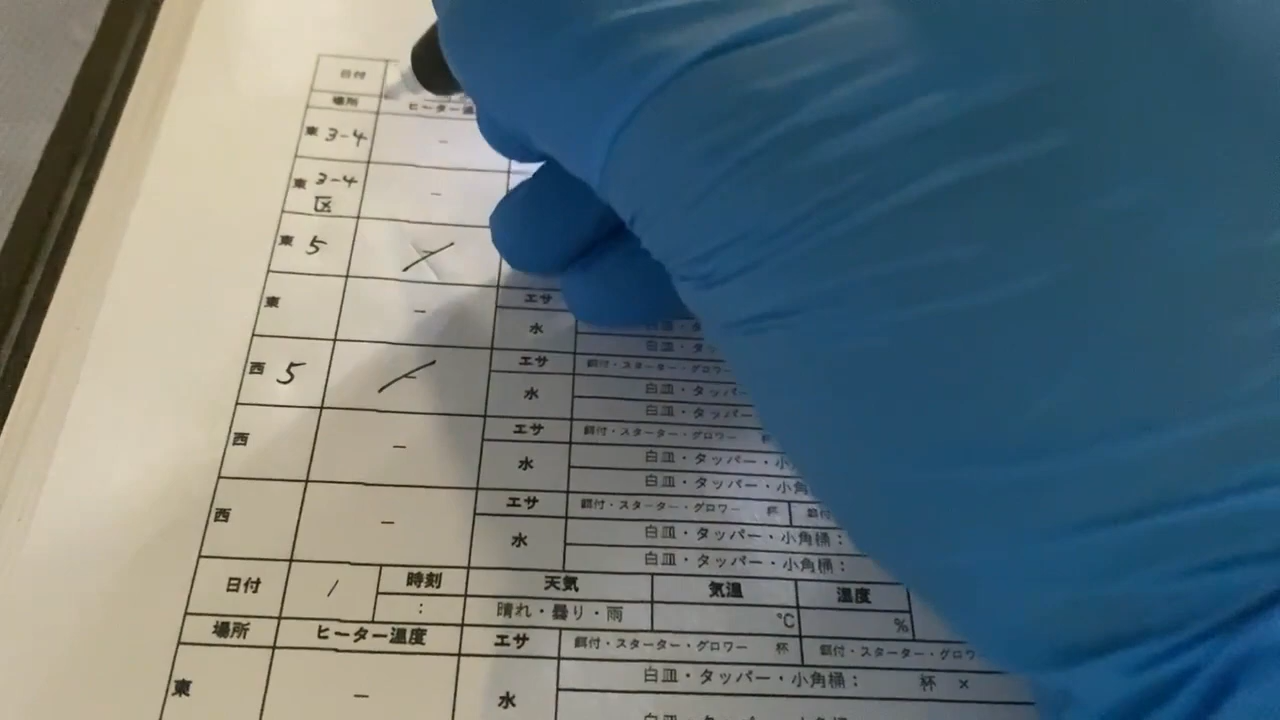 日付
場所 ヒーター温
東 3-4 -
東 3-4 -
区
東 5 -
東 - エサ
水
西 5 - エサ 餌付・スターター・グロワー
水 白皿・タッパー
白皿・タッパー
西 - エサ 餌付・スターター・グロワー 杯
水 白皿・タッパー・小
白皿・タッパー・小角
西 - エサ 餌付・スターター・グロワー 杯 餌付
水 白皿・タッパー・小角桶:
白皿・タッパー・小角桶:
日付 / 時刻 天気 気温 湿度
: 晴れ・曇り・雨 ℃ %
場所 ヒーター温度 エサ 餌付・スターター・グロワー 杯 餌付・スターター・グロワ
東 - 水 白皿・タッパー・小角桶: 杯 ×